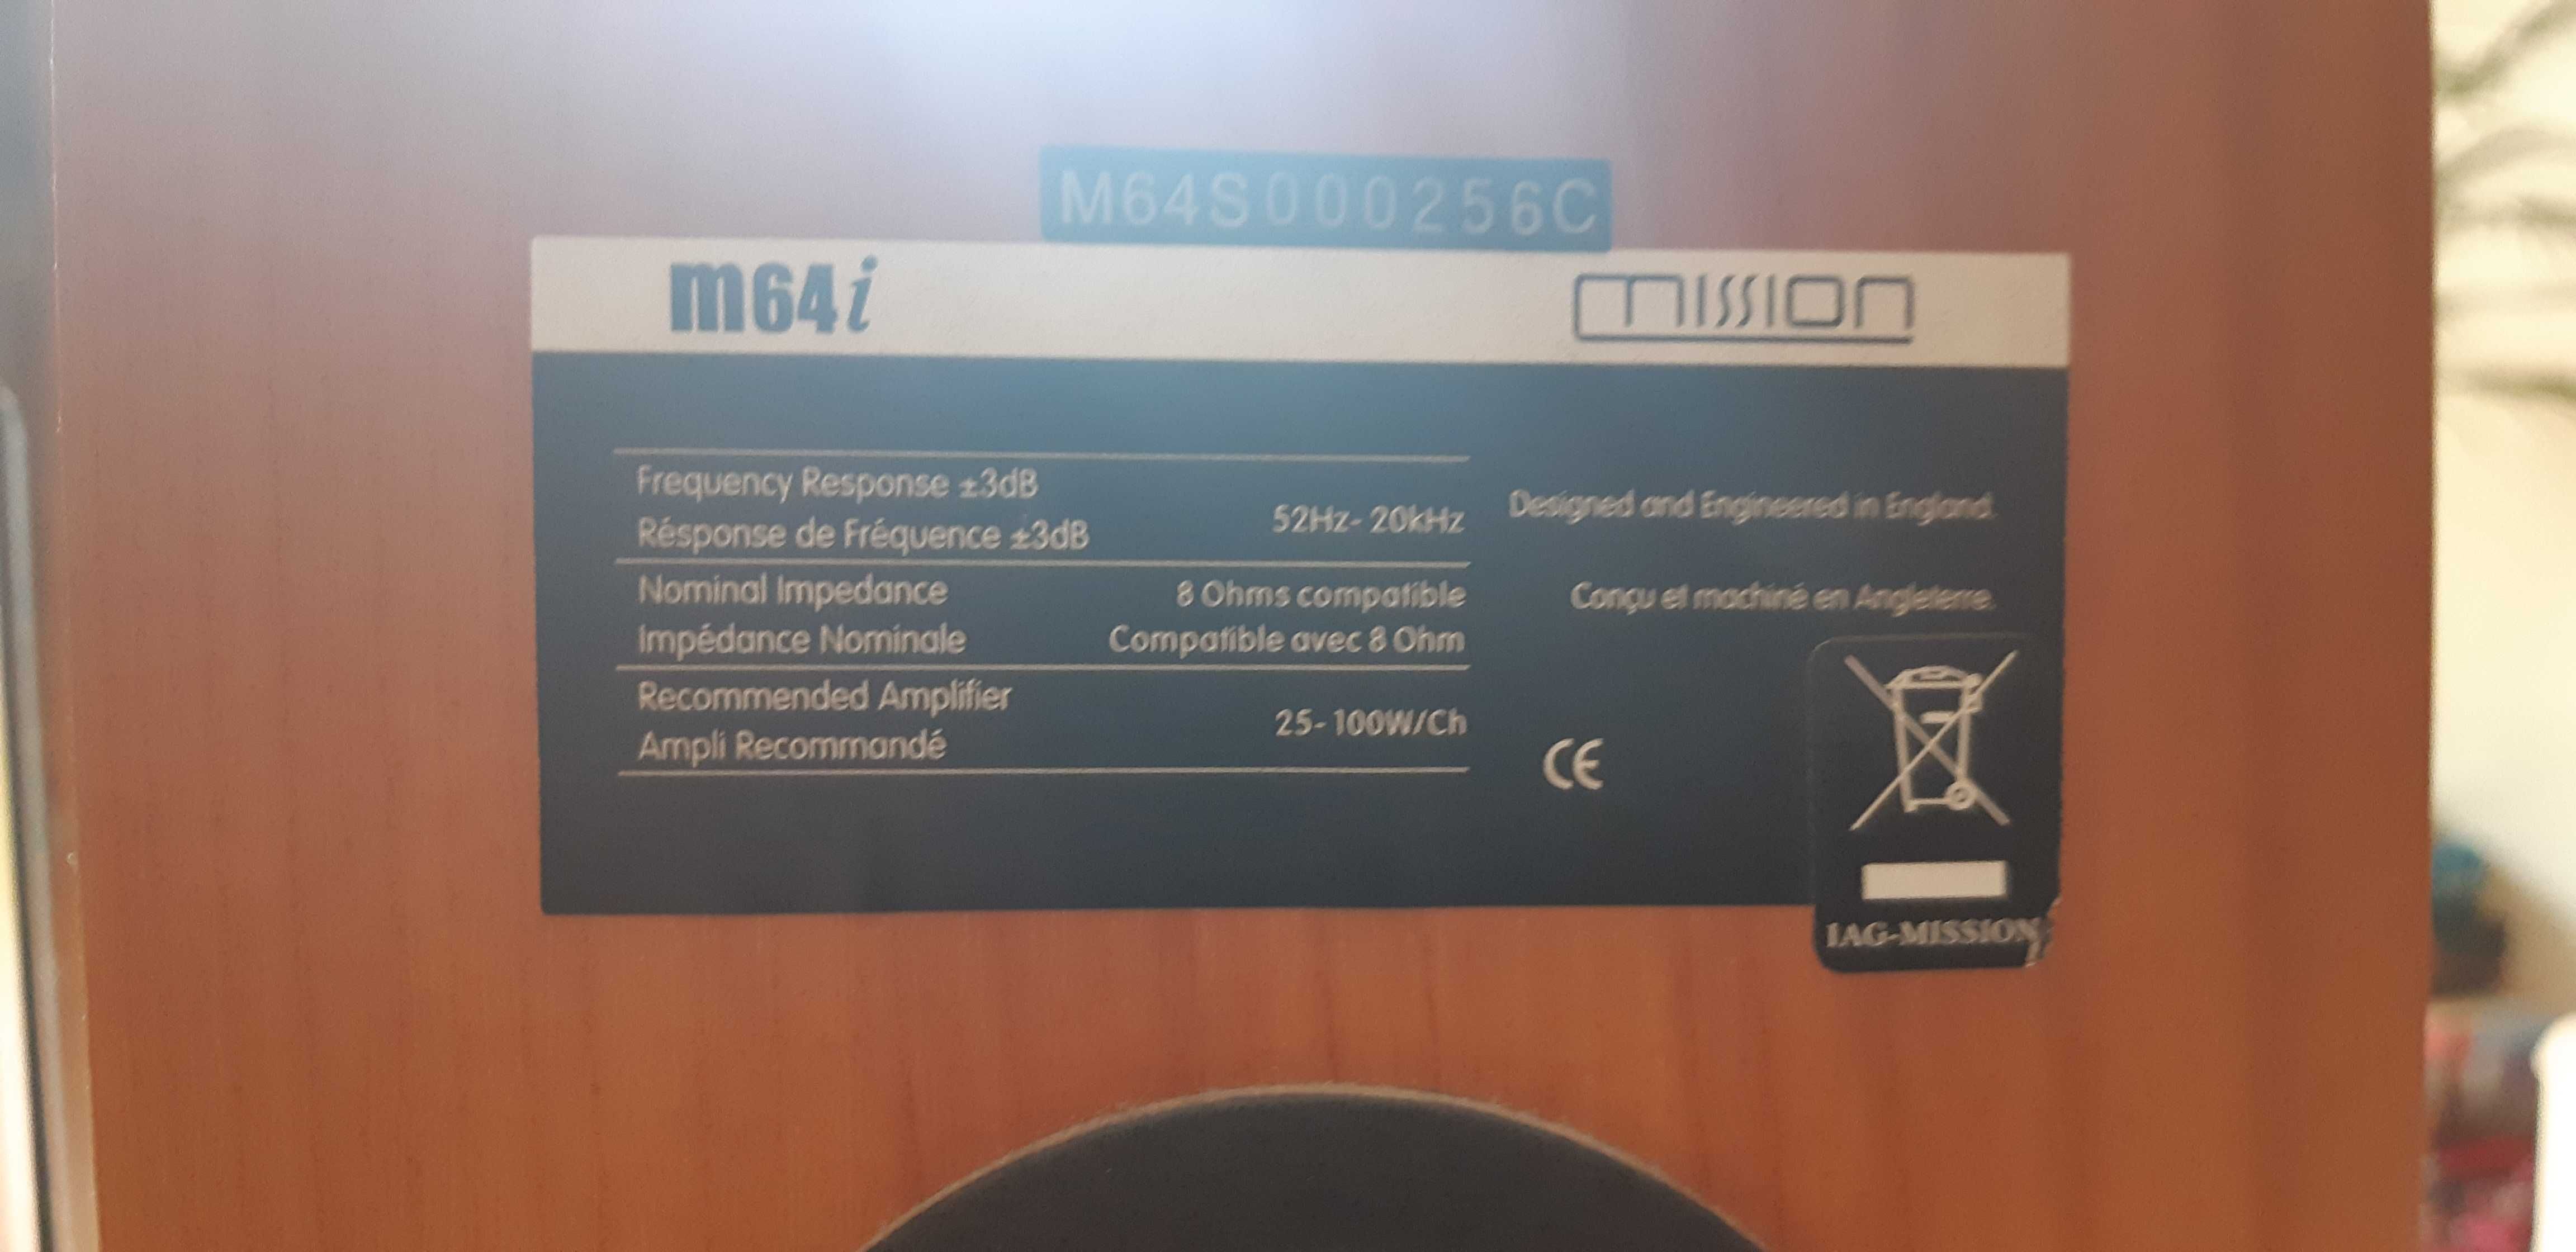 M64S000256C
m64i mission
Frequency Response ±3dB
Résponse de Fréquence ±3dB
52Hz- 20kHz
Nominal Impedance 8 Ohms compatible
Impédance Nominale Compatible avec 8 Ohm
Recommended Amplifier
Ampli Recommandé
25- 100W/Ch
Designed and Engineered in England.
Conçu et machiné en Angleterre.
CE
IAG-MISSION